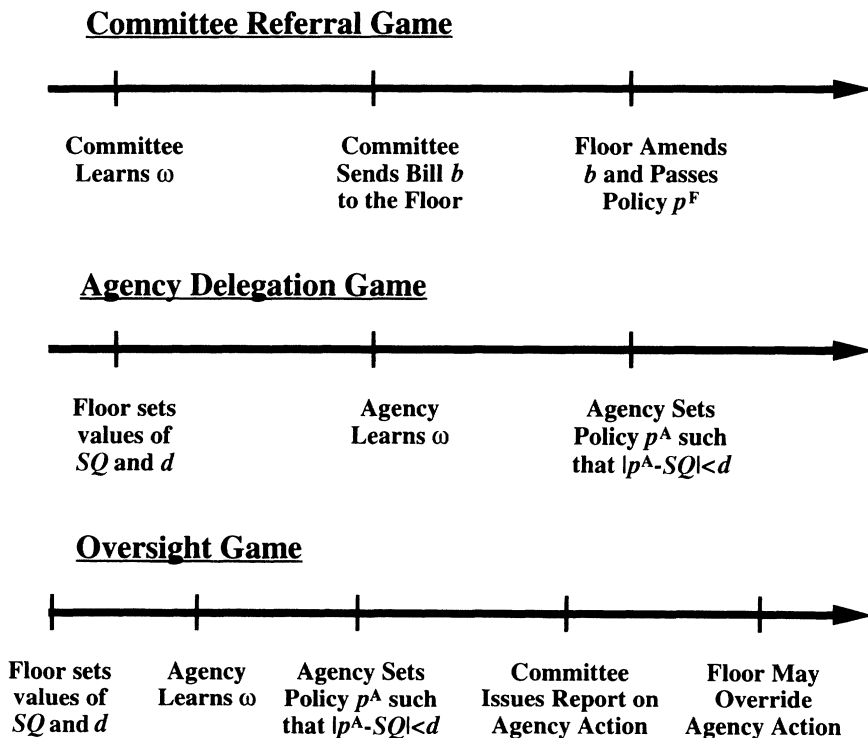 Committee Referral Game
Committee
Learns ω
Committee
Sends Bill b
to the Floor
Floor Amends
b and Passes
Policy pF
Agency Delegation Game
Floor sets
values of
SQ and d
Agency
Learns ω
Agency Sets
Policy pA such
that |pA-SQ|<d
Oversight Game
Floor sets
values of
SQ and d
Agency
Learns ω
Agency Sets
Policy pA such
that |pA-SQ|<d
Committee
Issues Report on
Agency Action
Floor May
Override
Agency Action